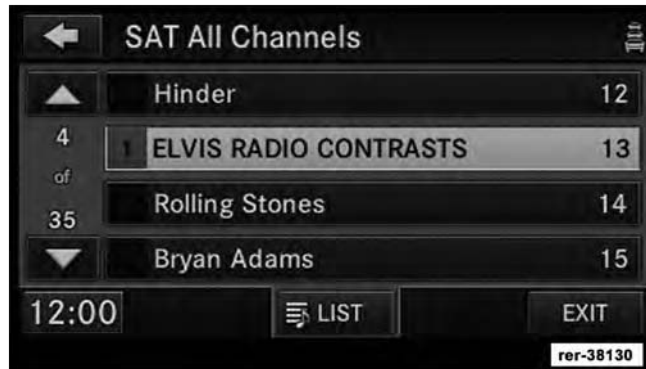 SAT All Channels
Hinder 12
4
1 ELVIS RADIO CONTRASTS 13
of
Rolling Stones 14
35
Bryan Adams 15
12:00 LIST EXIT
rer-38130